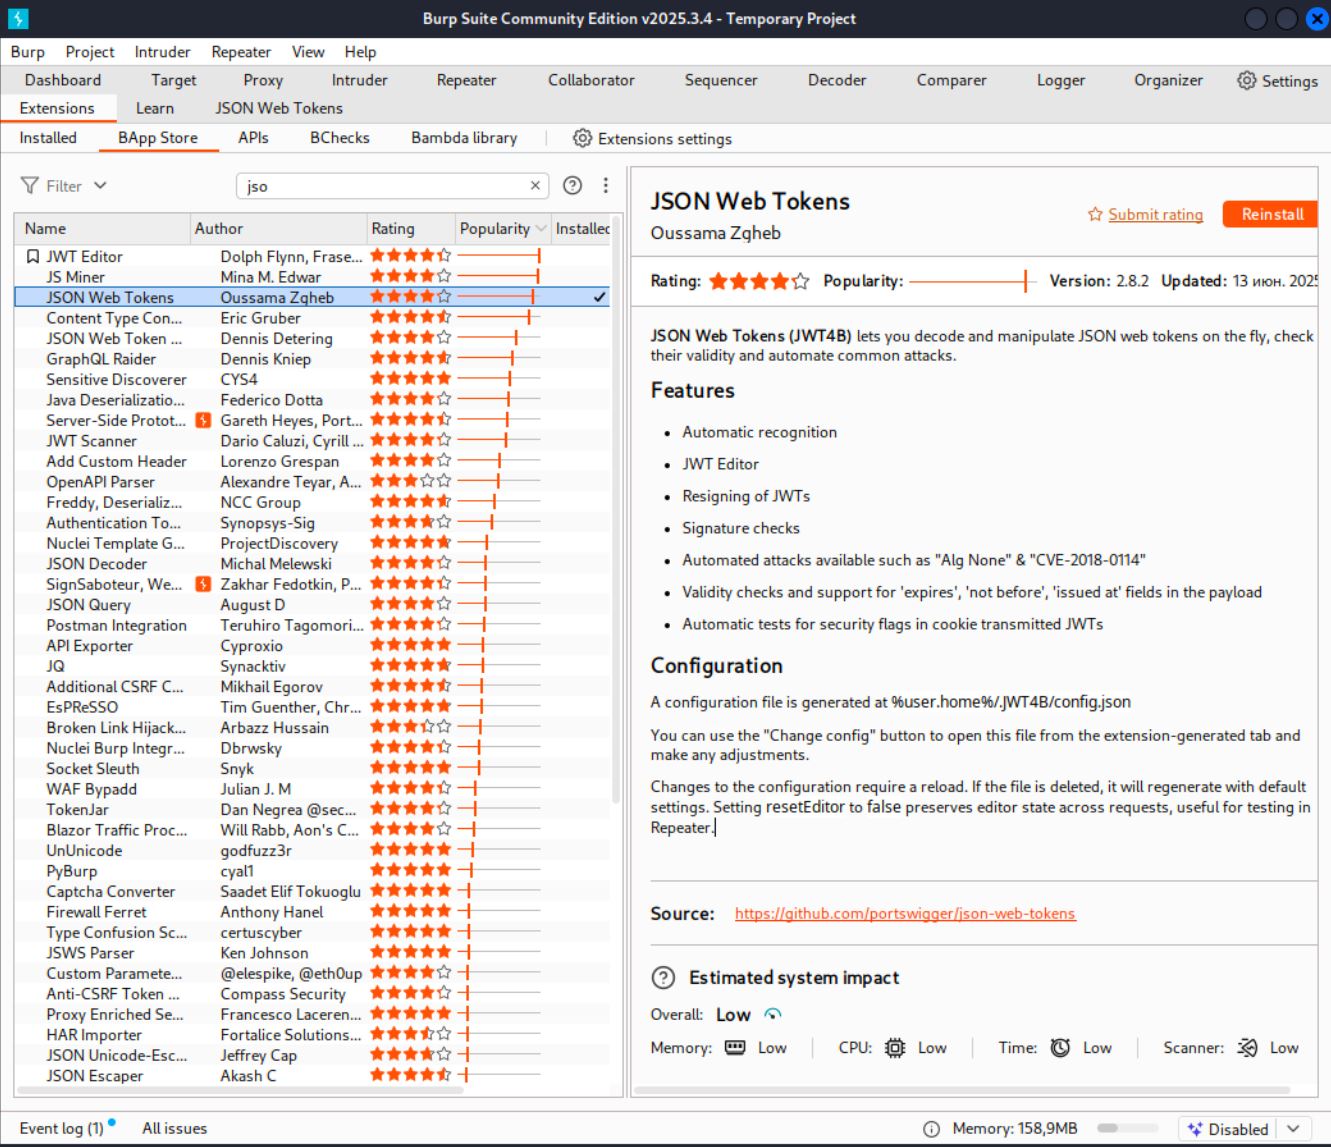 Burp Suite Community Edition v2025.3.4 - Temporary Project
Burp Project Intruder Repeater View Help
Dashboard Target Proxy Intruder Repeater Collaborator Sequencer Decoder Comparer Logger Organizer Settings
Extensions Learn JSON Web Tokens
Installed BApp Store APIs BChecks Bambda library Extensions settings
Filter jso
Name Author Rating Popularity Installed
JWT Editor Dolph Flynn, Frase...
JS Miner Mina M. Edwar
JSON Web Tokens Oussama Zgheb
Content Type Con... Eric Gruber
JSON Web Token ... Dennis Detering
GraphQL Raider Dennis Kniep
Sensitive Discoverer CYS4
Java Deserializatio... Federico Dotta
Server-Side Protot... Gareth Heyes, Port...
JWT Scanner Dario Caluzi, Cyrill ...
Add Custom Header Lorenzo Grespan
OpenAPI Parser Alexandre Teyar, A...
Freddy, Deserializ... NCC Group
Authentication To... Synopsys-Sig
Nuclei Template G... ProjectDiscovery
JSON Decoder Michal Melewski
SignSaboteur, We... Zakhar Fedotkin, P...
JSON Query August D
Postman Integration Teruhiro Tagomori...
API Exporter Cyproxio
JQ Synacktiv
Additional CSRF C... Mikhail Egorov
EsPReSSO Tim Guenther, Chr...
Broken Link Hijack... Arbazz Hussain
Nuclei Burp Integr... Dbrwsky
Socket Sleuth Snyk
WAF Bypadd Julian J. M
TokenJar Dan Negrea @sec...
Blazor Traffic Proc... Will Rabb, Aon's C...
UnUnicode godfuzz3r
PyBurp cyal1
Captcha Converter Saadet Elif Tokuoglu
Firewall Ferret Anthony Hanel
Type Confusion Sc... certuscyber
JSWS Parser Ken Johnson
Custom Paramete... @elespike, @eth0up
Anti-CSRF Token ... Compass Security
Proxy Enriched Se... Francesco Laceren...
HAR Importer Fortalice Solutions...
JSON Unicode-Esc... Jeffrey Cap
JSON Escaper Akash C
JSON Web Tokens
Oussama Zgheb
Submit rating Reinstall
Rating: Popularity: Version: 2.8.2 Updated: 13 июн. 2025
JSON Web Tokens (JWT4B) lets you decode and manipulate JSON web tokens on the fly, check
their validity and automate common attacks.
Features
• Automatic recognition
• JWT Editor
• Resigning of JWTs
• Signature checks
• Automated attacks available such as "Alg None" & "CVE-2018-0114"
• Validity checks and support for 'expires', 'not before', 'issued at' fields in the payload
• Automatic tests for security flags in cookie transmitted JWTs
Configuration
A configuration file is generated at %user.home%/.JWT4B/config.json
You can use the "Change config" button to open this file from the extension-generated tab and
make any adjustments.
Changes to the configuration require a reload. If the file is deleted, it will regenerate with default
settings. Setting resetEditor to false preserves editor state across requests, useful for testing in
Repeater.
Source: https://github.com/portswigger/json-web-tokens
Estimated system impact
Overall: Low
Memory: Low CPU: Low Time: Low Scanner: Low
Event log (1) All issues Memory: 158,9MB Disabled